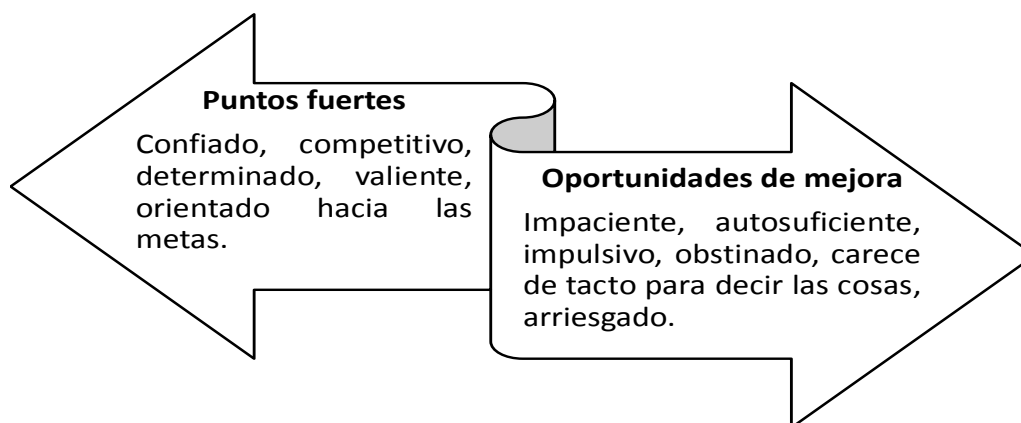 Puntos fuertes
Confiado, competitivo,
determinado, valiente,
orientado hacia las
metas.
Oportunidades de mejora
Impaciente, autosuficiente,
impulsivo, obstinado, carece
de tacto para decir las cosas,
arriesgado.